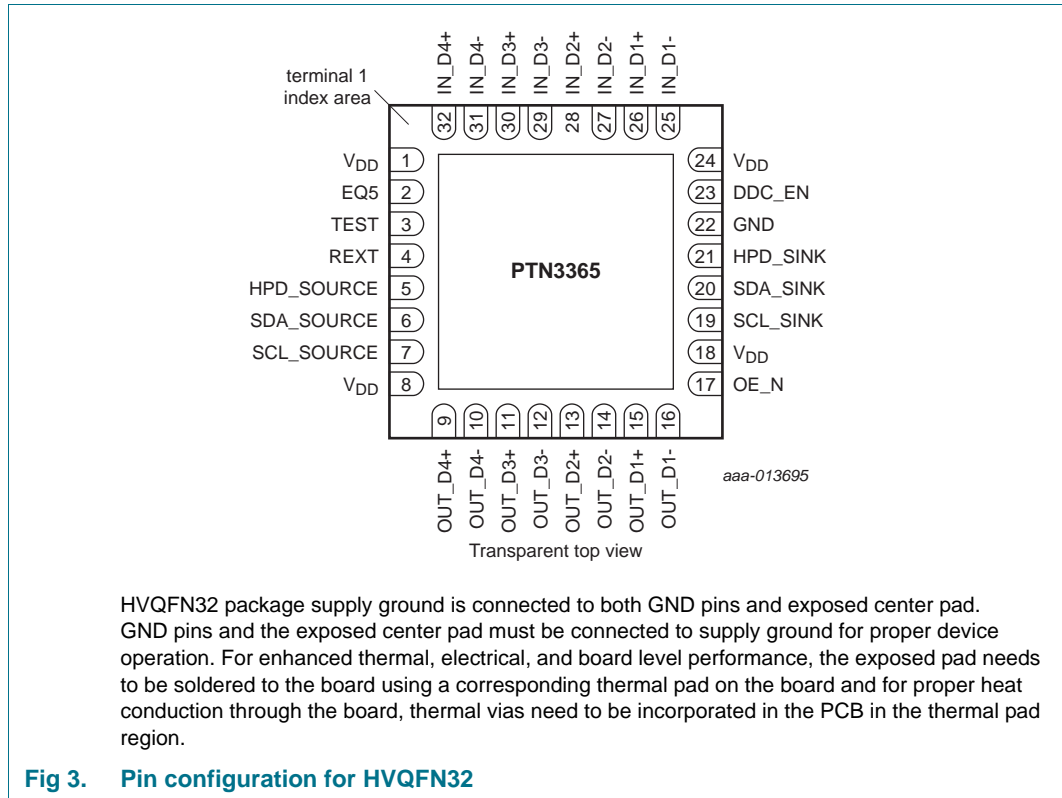 IN_D4+
IN_D4-
IN_D3+
IN_D3-
IN_D2+
IN_D2-
IN_D1+
IN_D1-
terminal 1
index area
32
31
30
29
28
27
26
25
VDD 1
24 VDD
EQ5 2
23 DDC_EN
TEST 3
22 GND
REXT 4
21 HPD_SINK
PTN3365
HPD_SOURCE 5
20 SDA_SINK
SDA_SOURCE 6
19 SCL_SINK
SCL_SOURCE 7
18 VDD
VDD 8
17 OE_N
9
10
11
12
13
14
15
16
OUT_D4+
OUT_D4-
OUT_D3+
OUT_D3-
OUT_D2+
OUT_D2-
OUT_D1+
OUT_D1-
aaa-013695
Transparent top view
HVQFN32 package supply ground is connected to both GND pins and exposed center pad.
GND pins and the exposed center pad must be connected to supply ground for proper device
operation. For enhanced thermal, electrical, and board level performance, the exposed pad needs
to be soldered to the board using a corresponding thermal pad on the board and for proper heat
conduction through the board, thermal vias need to be incorporated in the PCB in the thermal pad
region.
Fig 3. Pin configuration for HVQFN32